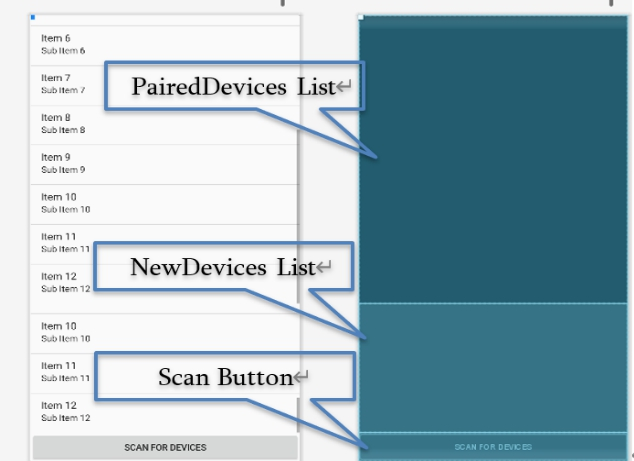 Item 6
Sub Item 6
Item 7
Sub Item 7
PairedDevices List↵
Item 8
Sub Item 8
Item 9
Sub Item 9
Item 10
Sub Item 10
Item 11
Sub Item 11
NewDevices List↵
Item 12
Sub Item 12
Item 10
Sub Item 10
Item 11
Sub Item 11
Scan Button↵
Item 12
Sub Item 12
SCAN FOR DEVICES
SCAN FOR DEVICES